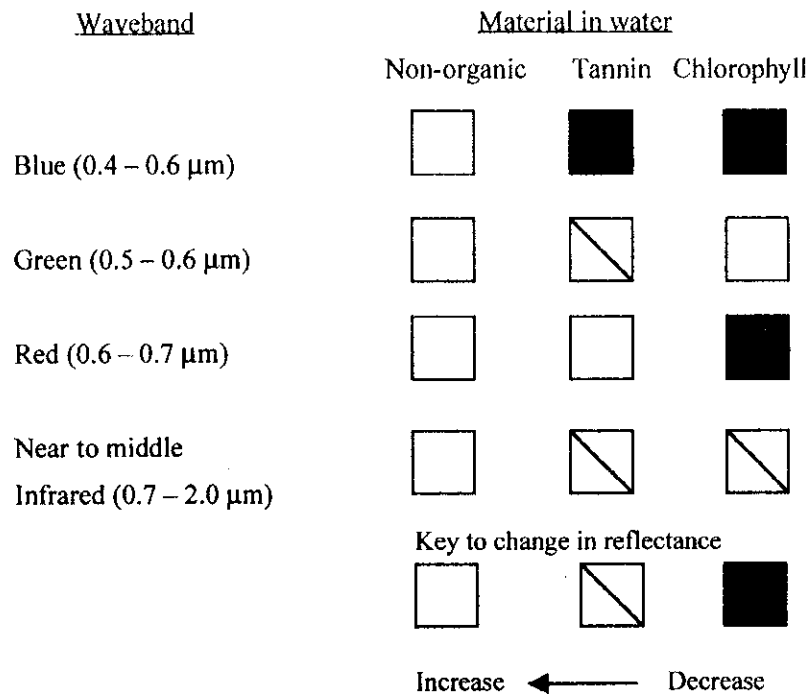 Waveband Material in water
Non-organic Tannin Chlorophyll
Blue (0.4 – 0.6 μm)
Green (0.5 – 0.6 μm)
Red (0.6 – 0.7 μm)
Near to middle
Infrared (0.7 – 2.0 μm)
Key to change in reflectance
Increase Decrease